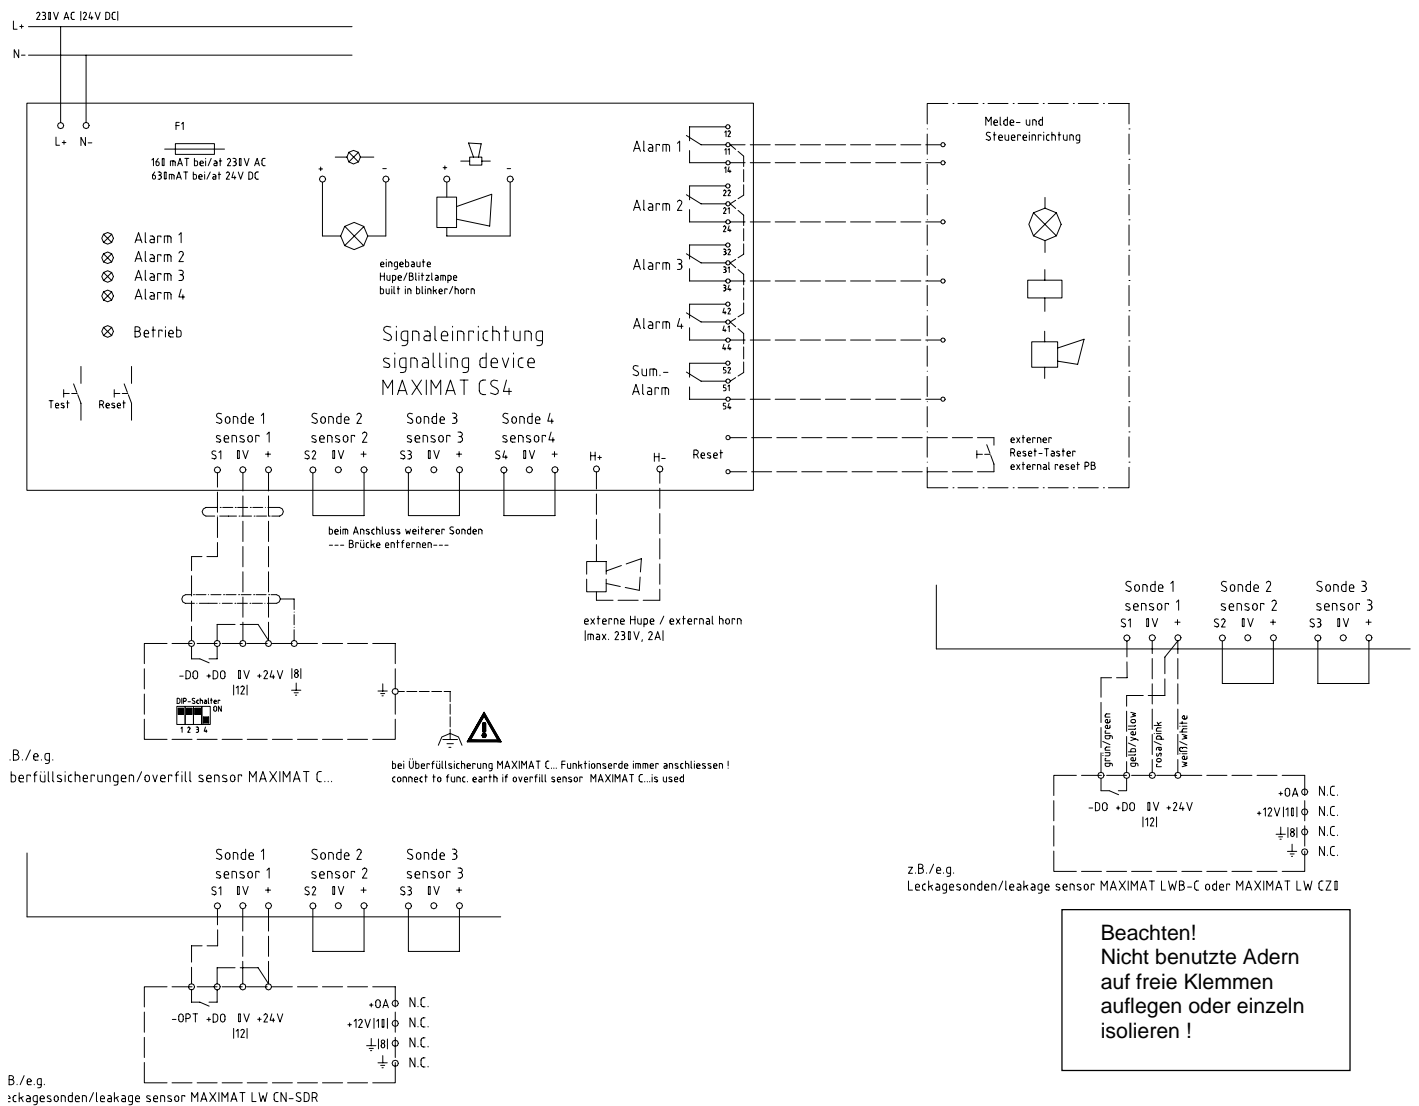 230V AC (24V DC)
L+
N-
L+ N-
F1
160 mAT bei/at 230V AC
630mAT bei/at 24V DC
+ -
+ -
eingebaute
Hupe/Blitzlampe
built in blinker/horn
Alarm 1
Alarm 2
Alarm 3
Alarm 4
Betrieb
Test
Reset
Signaleinrichtung
signalling device
MAXIMAT CS4
Alarm 1
12
11
14
Alarm 2
22
21
24
Alarm 3
32
31
34
Alarm 4
42
41
44
Sum.-
Alarm
52
51
54
Reset
Melde- und
Steuereinrichtung
externer
Reset-Taster
external reset PB
Sonde 1 Sonde 2 Sonde 3 Sonde 4
sensor 1 sensor 2 sensor 3 sensor4
S1 0V + S2 0V + S3 0V + S4 0V + H+ H-
beim Anschluss weiterer Sonden
--- Brücke entfernen---
externe Hupe / external horn
(max. 230V, 2A)
-DO +DO 0V +24V (8)
(12)
DIP-Schalter
ON
1 2 3 4
.B./e.g.
berfüllsicherungen/overfill sensor MAXIMAT C...
bei Überfüllsicherung MAXIMAT C... Funktionserde immer anschliessen !
connect to func. earth if overfill sensor MAXIMAT C...is used
Sonde 1 Sonde 2 Sonde 3
sensor 1 sensor 2 sensor 3
S1 0V + S2 0V + S3 0V +
grün/green
gelb/yellow
rosa/pink
weiß/white
-DO +DO 0V +24V
(12)
+OA N.C.
+12V(10) N.C.
(8) N.C.
N.C.
z.B./e.g.
Leckagesonden/leakage sensor MAXIMAT LWB-C oder MAXIMAT LW CZ0
Sonde 1 Sonde 2 Sonde 3
sensor 1 sensor 2 sensor 3
S1 0V + S2 0V + S3 0V +
-OPT +DO 0V +24V
(12)
+OA N.C.
+12V(10) N.C.
(8) N.C.
N.C.
B./e.g.
eckagesonden/leakage sensor MAXIMAT LW CN-SDR
Beachten!
Nicht benutzte Adern
auf freie Klemmen
auflegen oder einzeln
isolieren !